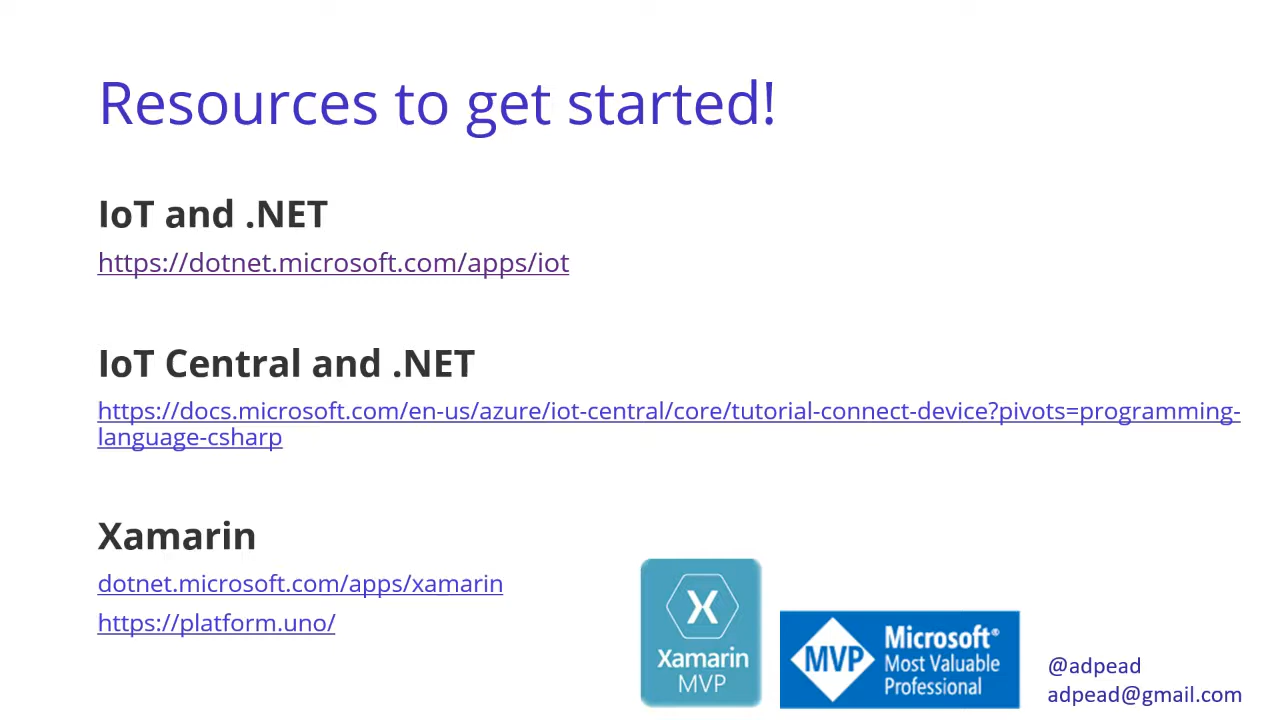 Resources to get started!
IoT and .NET
https://dotnet.microsoft.com/apps/iot
IoT Central and .NET
https://docs.microsoft.com/en-us/azure/iot-central/core/tutorial-connect-device?pivots=programming-
language-csharp
Xamarin
dotnet.microsoft.com/apps/xamarin
https://platform.uno/
X
Xamarin
MVP
MVP
Microsoft®
Most Valuable
Professional
@adpead
adpead@gmail.com